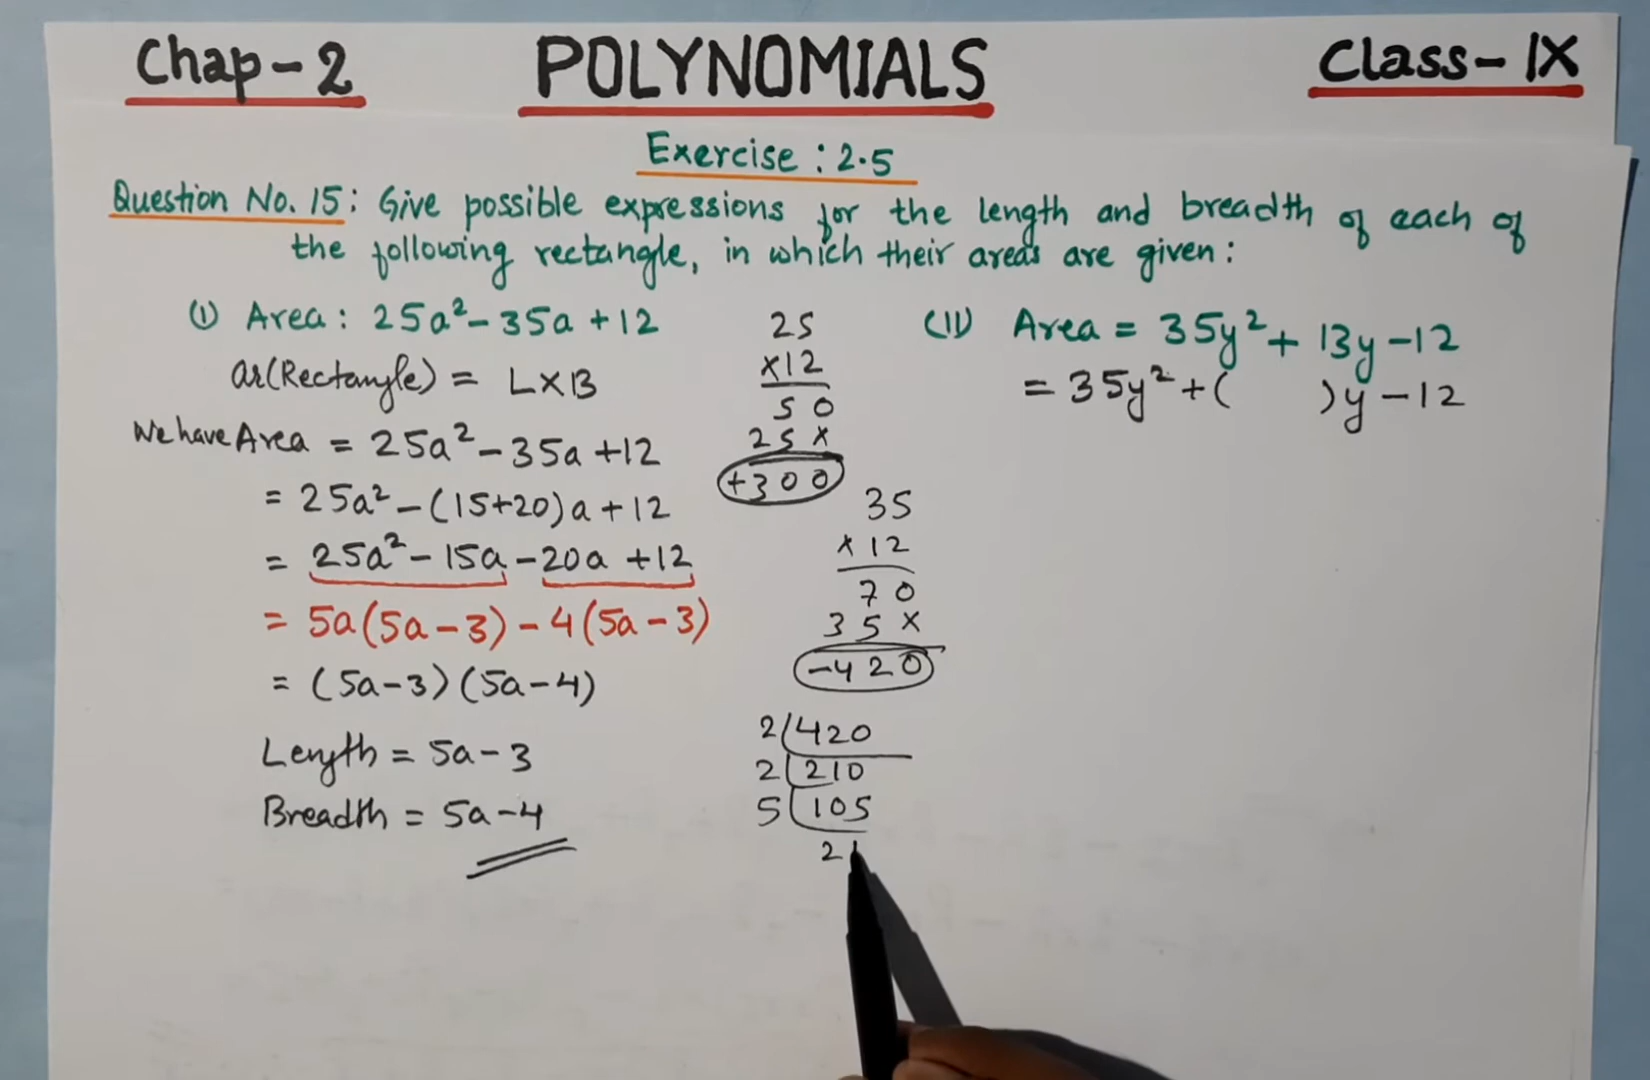 Chap-2 POLYNOMIALS Class-IX
Exercise : 2.5
Question No. 15: Give possible expressions for the length and breadth of each of
the following rectangle, in which their areas are given:
(i) Area : 25a² - 35a + 12
ar(Rectangle) = L×B
We have Area = 25a² - 35a + 12
= 25a² - (15+20)a + 12
= 25a² - 15a - 20a + 12
= 5a(5a - 3) - 4(5a - 3)
= (5a-3)(5a-4)
Length = 5a - 3
Breadth = 5a - 4
25
×12
50
25×
+300
35
×12
70
35×
-420
2 420
2 210
5 105
21
(ii) Area = 35y² + 13y - 12
= 35y² + ( )y - 12